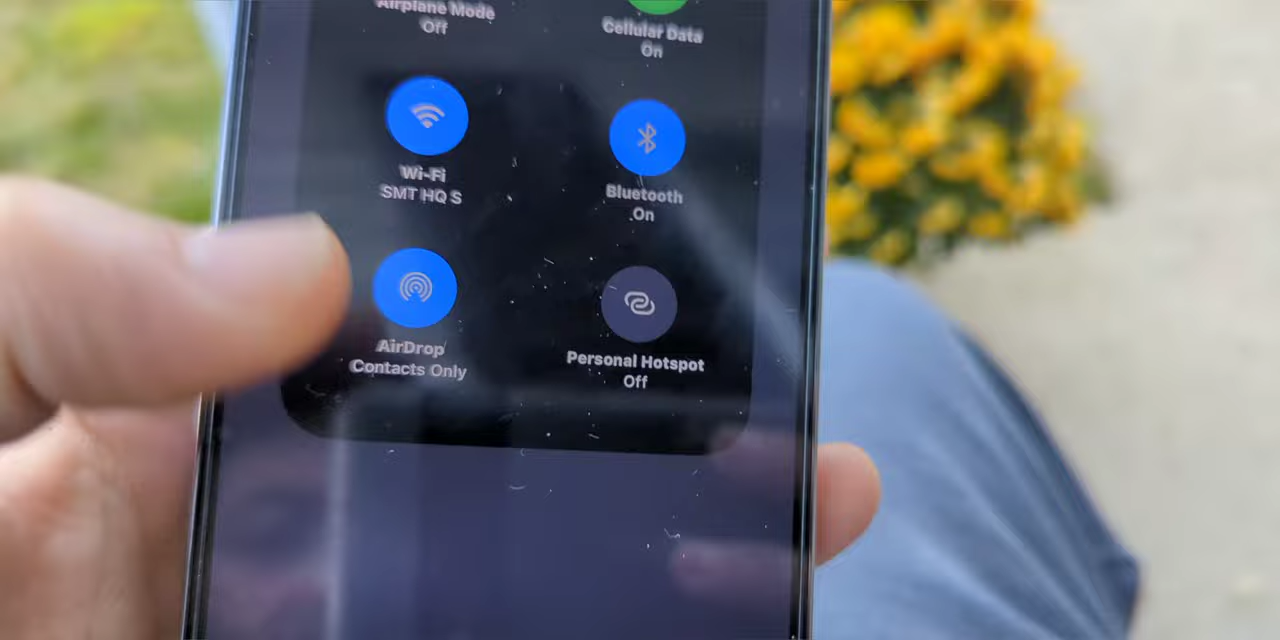 Airplane Mode
Off
Cellular Data
On
Wi-Fi
SMT HQ S
Bluetooth
On
AirDrop
Contacts Only
Personal Hotspot
Off